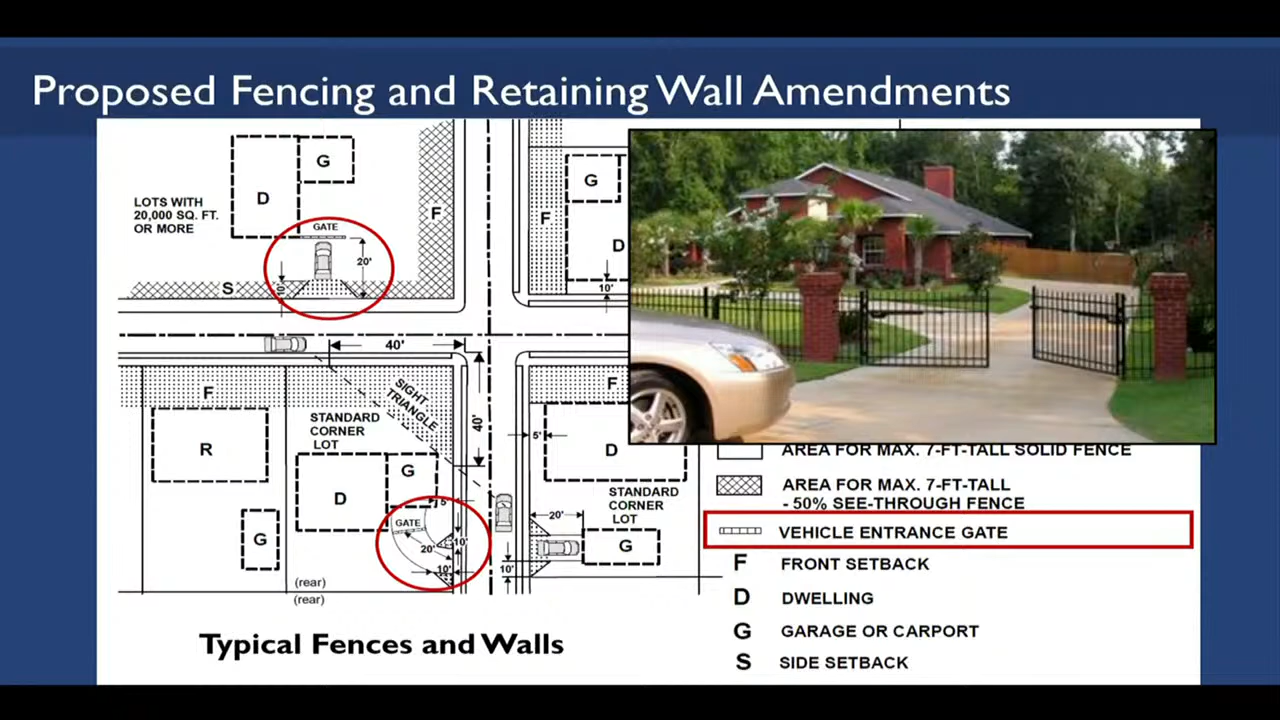 Proposed Fencing and Retaining Wall Amendments
G
D
LOTS WITH
20,000 SQ. FT.
OR MORE
GATE
20'
10'
S
F
G
F
D
10'
40'
F
SIGHT
TRIANGLE
40'
STANDARD
CORNER
LOT
R
G
D
G
5'
GATE
20'
10'
10'
(rear)
(rear)
F
5'
D
STANDARD
CORNER
LOT
20'
G
10'
AREA FOR MAX. 7-FT-TALL SOLID FENCE
AREA FOR MAX. 7-FT-TALL
- 50% SEE-THROUGH FENCE
VEHICLE ENTRANCE GATE
F FRONT SETBACK
D DWELLING
G GARAGE OR CARPORT
S SIDE SETBACK
Typical Fences and Walls